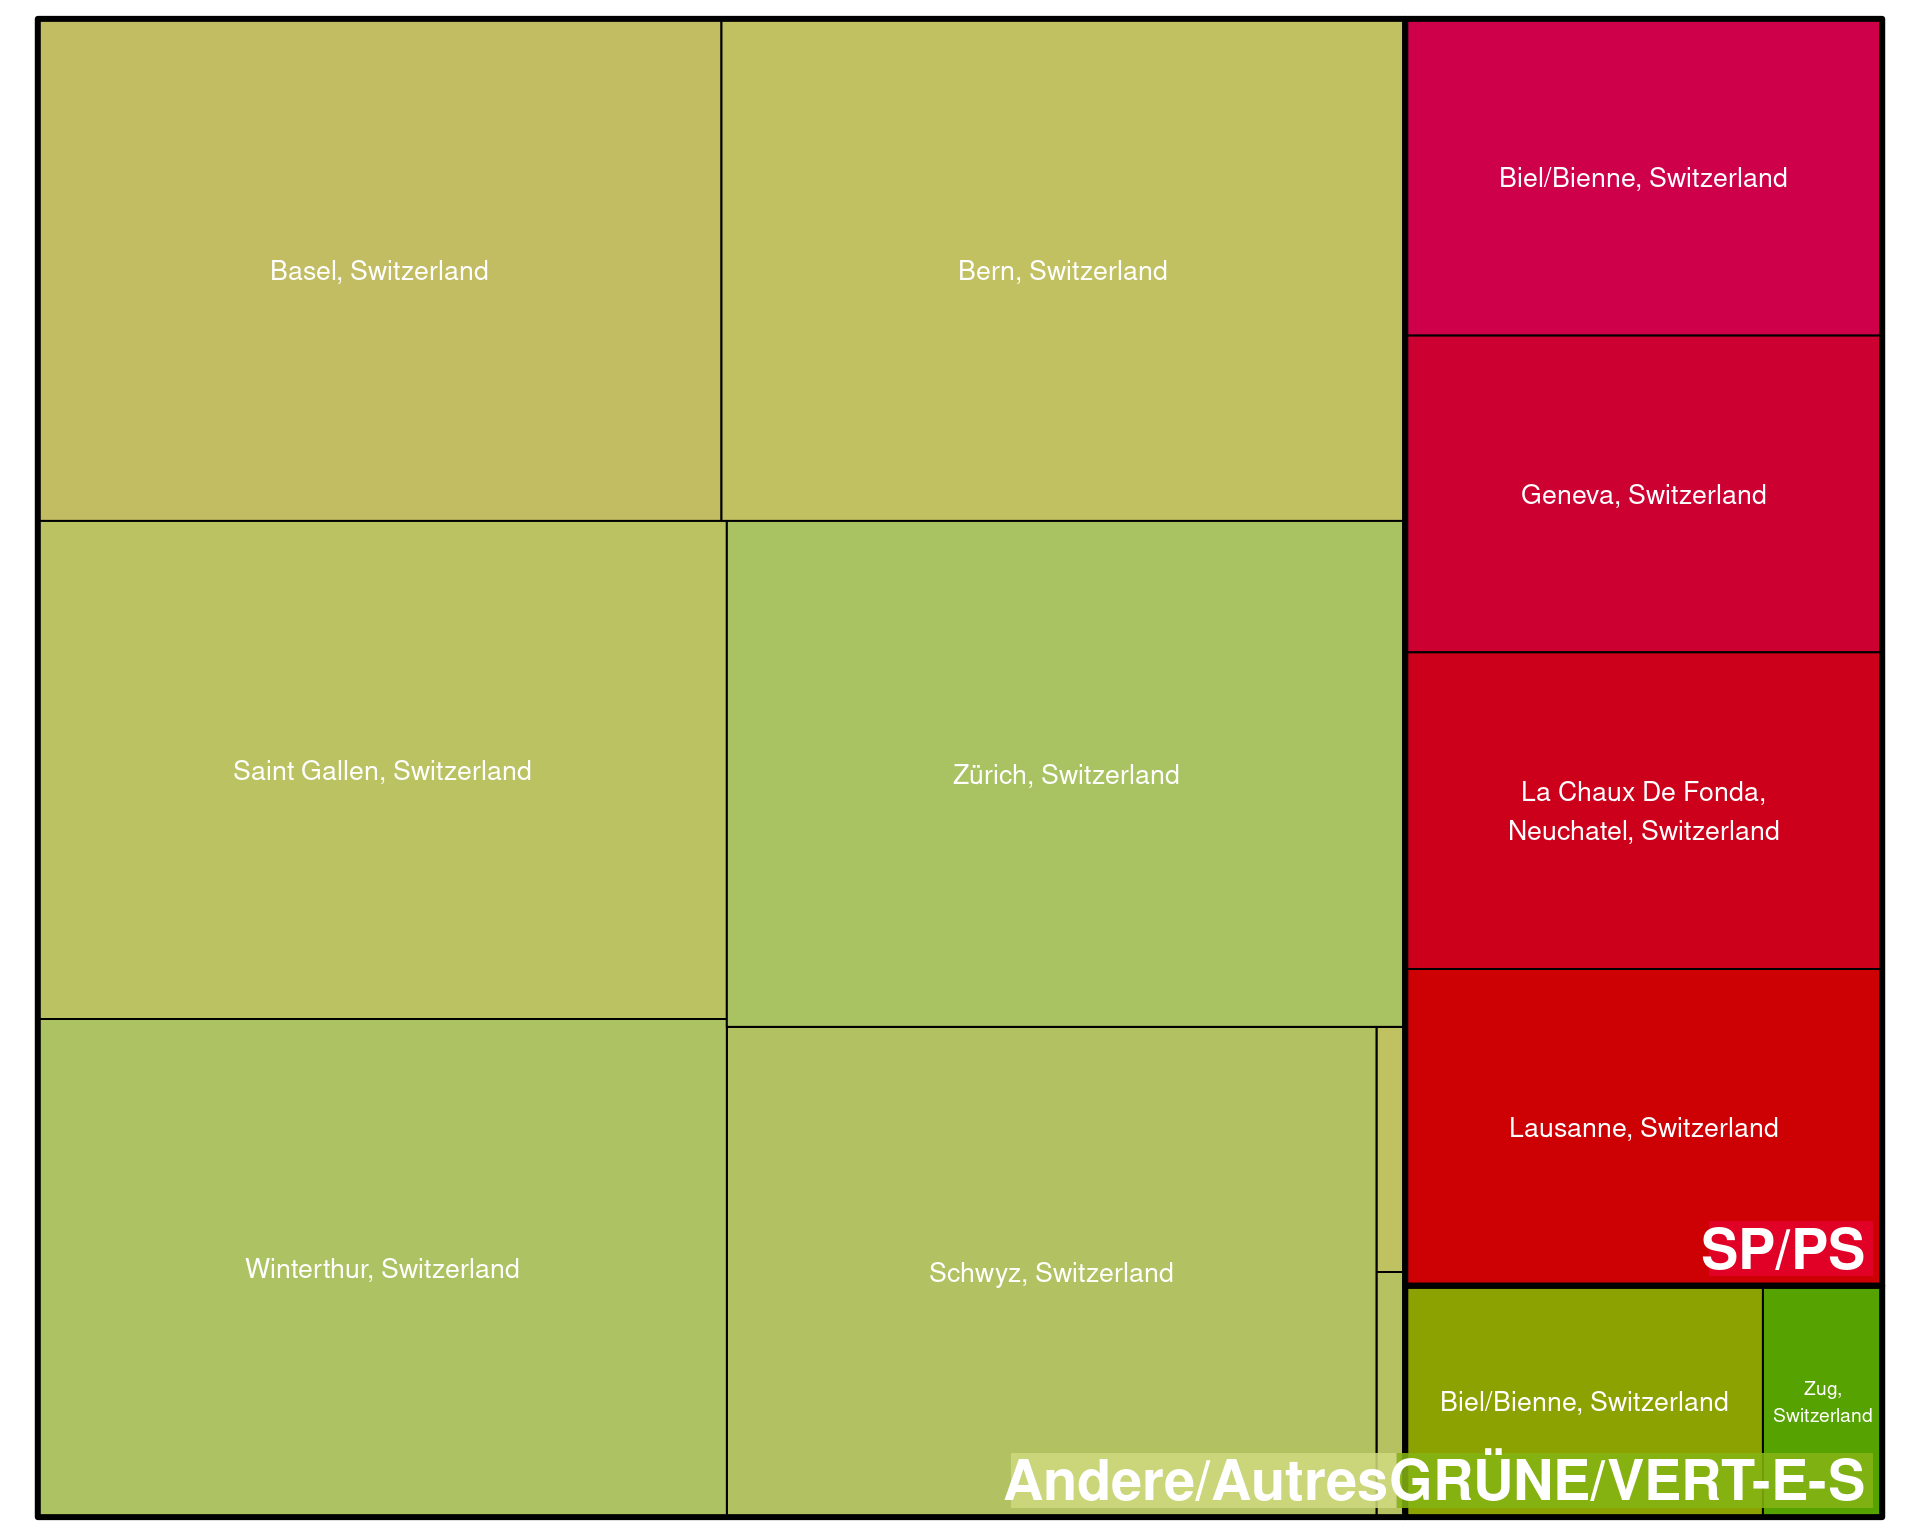 Basel, Switzerland
Bern, Switzerland
Saint Gallen, Switzerland
Zürich, Switzerland
Winterthur, Switzerland
Schwyz, Switzerland
Andere/Autres
Biel/Bienne, Switzerland
Geneva, Switzerland
La Chaux De Fonda,
Neuchatel, Switzerland
Lausanne, Switzerland
SP/PS
Biel/Bienne, Switzerland
Zug,
Switzerland
GRÜNE/VERT-E-S